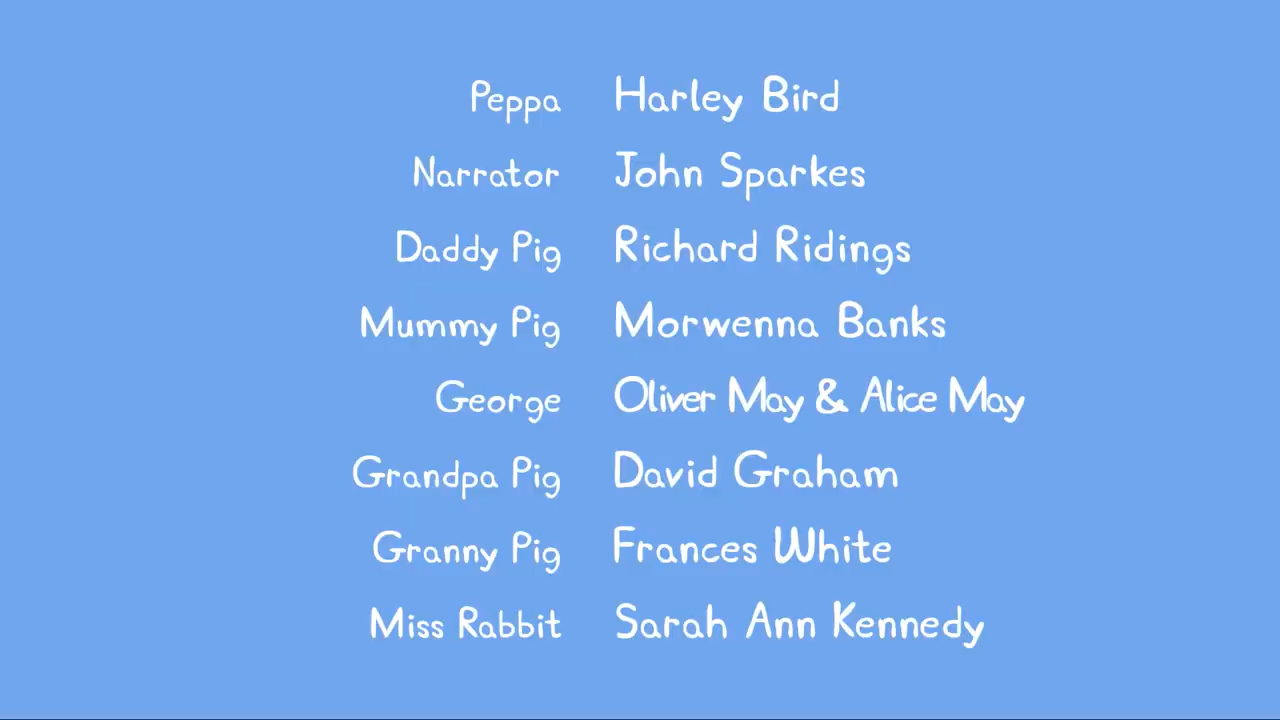 Peppa Harley Bird
Narrator John Sparkes
Daddy Pig Richard Ridings
Mummy Pig Morwenna Banks
George Oliver May & Alice May
Grandpa Pig David Graham
Granny Pig Frances White
Miss Rabbit Sarah Ann Kennedy